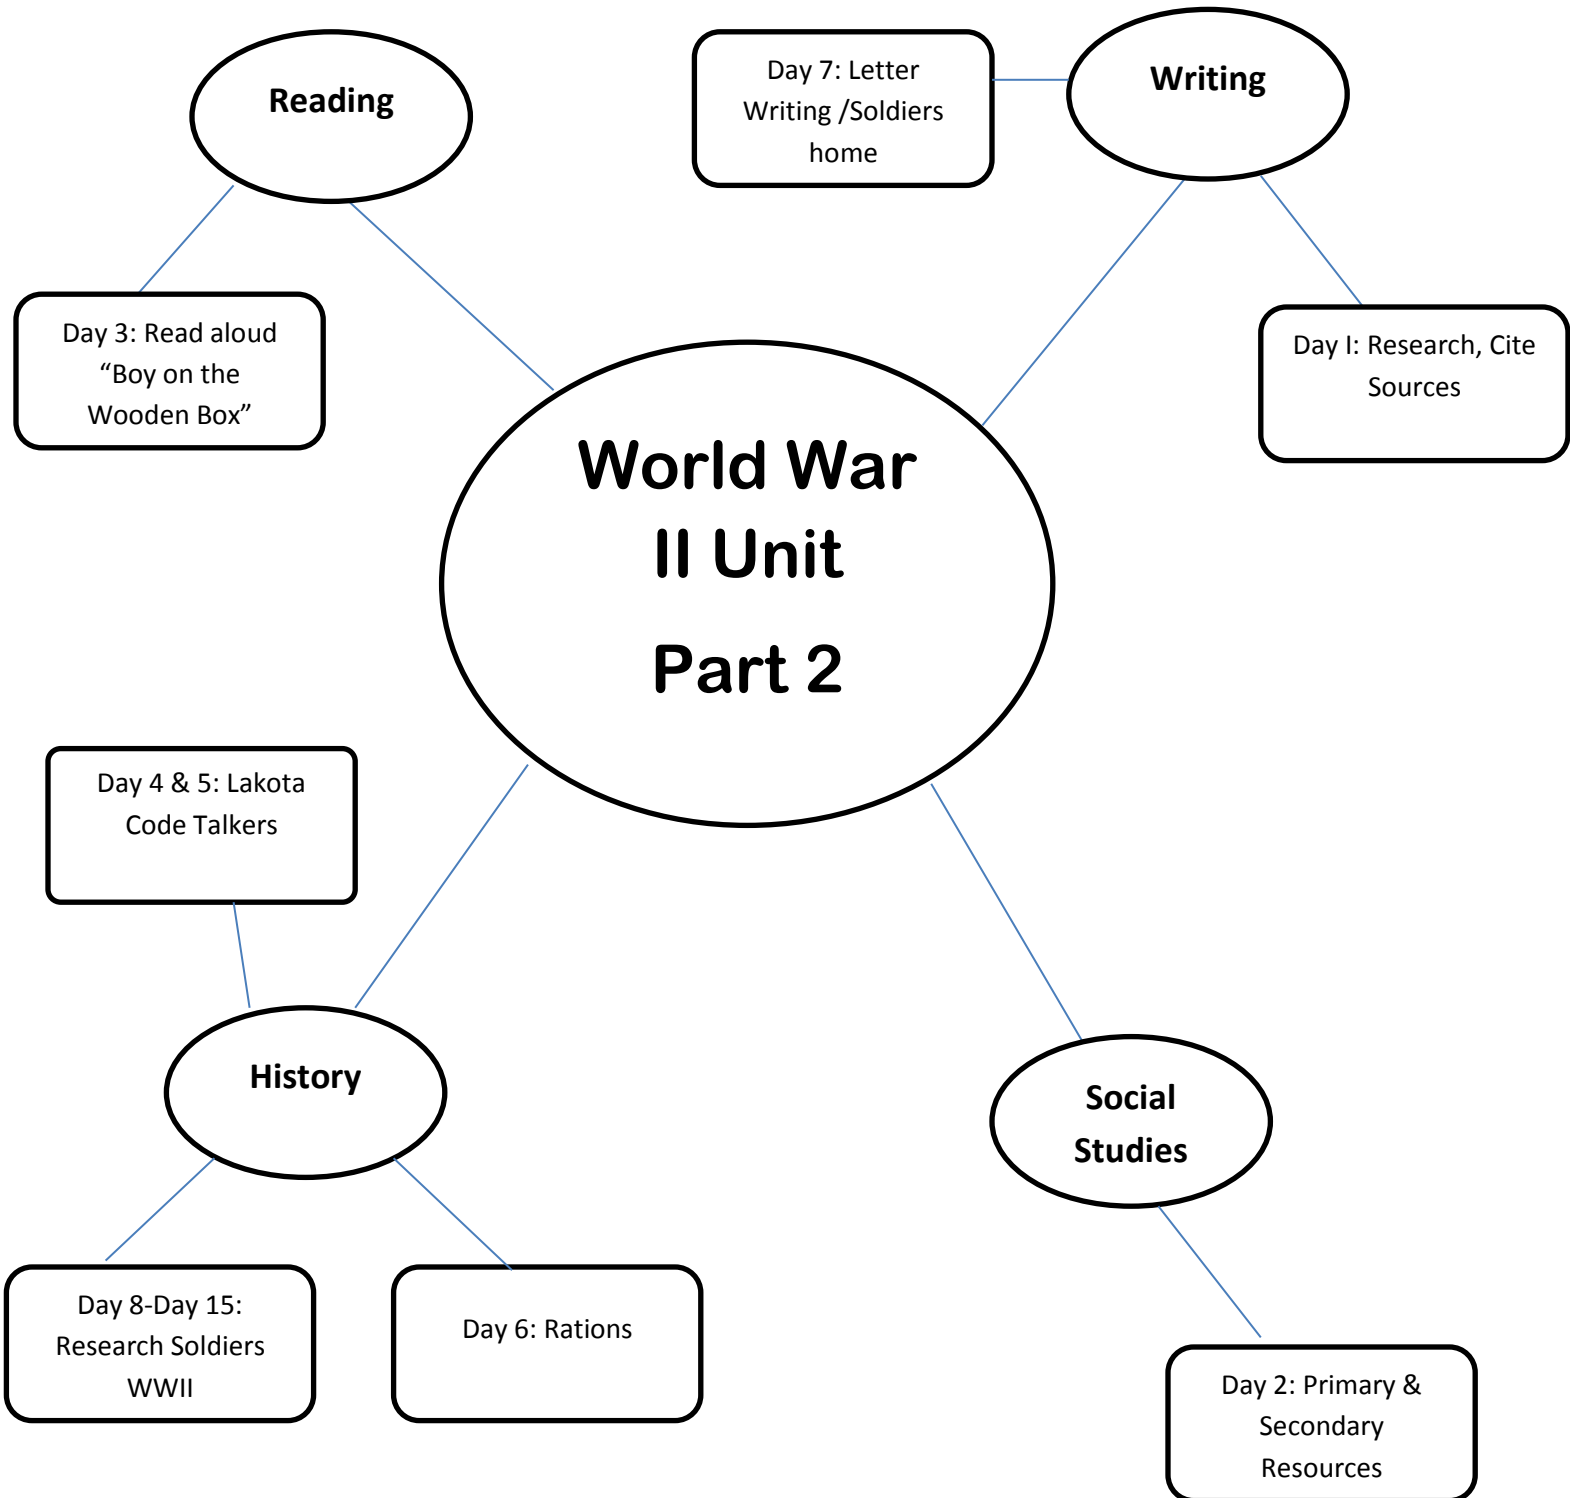 Reading
Day 7: Letter
Writing /Soldiers
home
Writing
Day 3: Read aloud
“Boy on the
Wooden Box”
Day I: Research, Cite
Sources
World War
II Unit
Part 2
Day 4 & 5: Lakota
Code Talkers
History
Social
Studies
Day 8-Day 15:
Research Soldiers
WWII
Day 6: Rations
Day 2: Primary &
Secondary
Resources